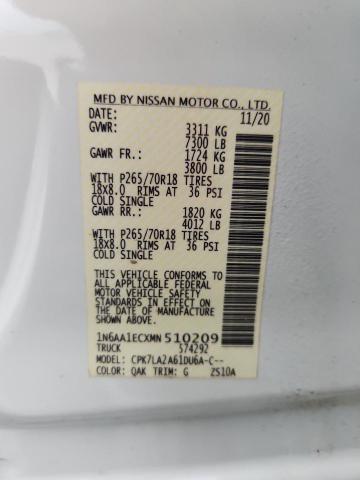 MFD BY NISSAN MOTOR CO., LTD.
DATE: 11/20
GVWR: 3311 KG
7300 LB
GAWR FR.: 1724 KG
3800 LB
WITH P265/70R18 TIRES
18X8.0 RIMS AT 36 PSI
COLD SINGLE
GAWR RR.: 1820 KG
4012 LB
WITH P265/70R18 TIRES
18X8.0 RIMS AT 36 PSI
COLD SINGLE
THIS VEHICLE CONFORMS TO
ALL APPLICABLE FEDERAL
MOTOR VEHICLE SAFETY
STANDARDS IN EFFECT ON
THE DATE OF MANUFACTURE
SHOWN ABOVE
1N6AA1ECXMN510209
TRUCK 574292
MODEL: CPK7LA2A61DU6A-C--
COLOR: QAK TRIM: G ZS10A